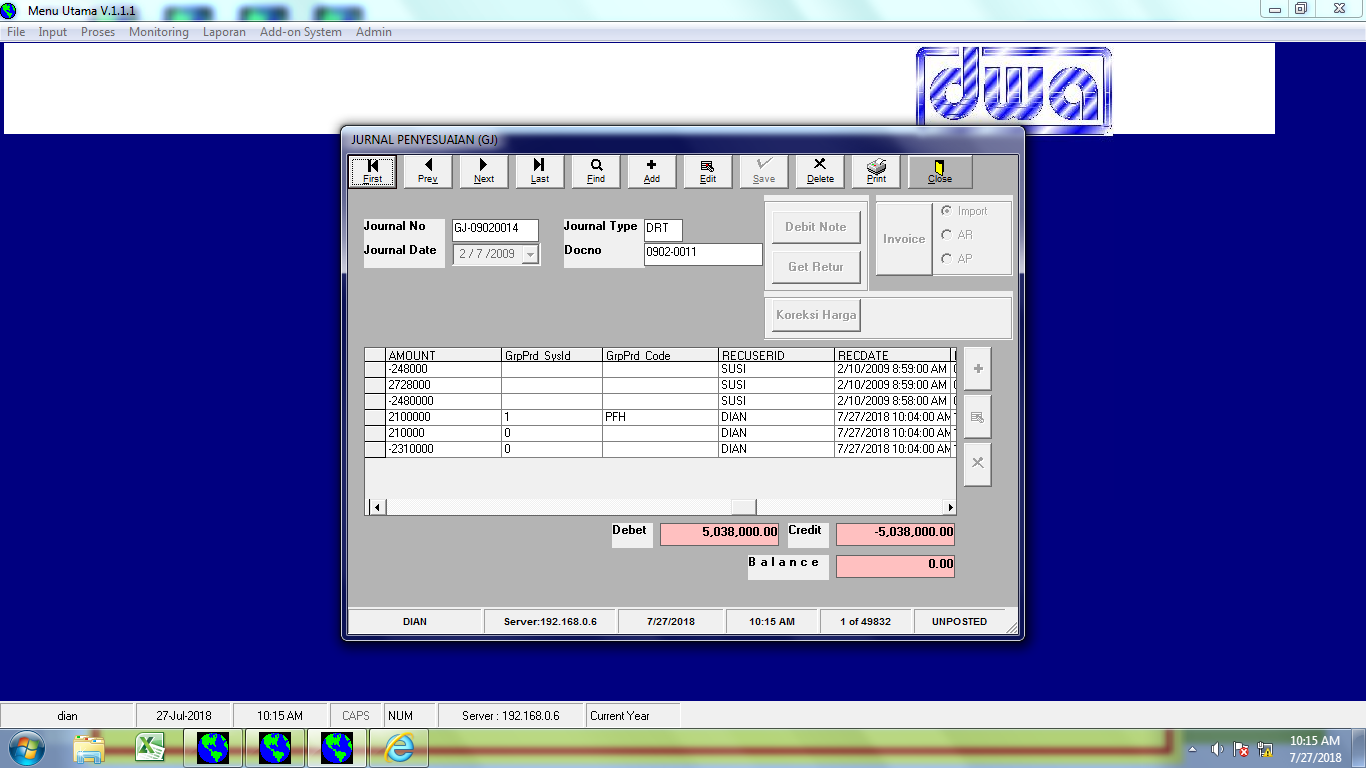 Menu Utama V.1.1.1
File Input Proses Monitoring Laporan Add-on System Admin
dwa
JURNAL PENYESUAIAN (GJ)
First Prev Next Last Find Add Edit Save Delete Print Close
Journal No GJ-09020014 Journal Type DRT Debit Note Invoice Import
Journal Date 2 / 7 /2009 Docno 0902-0011 AR
Get Retur AP
Koreksi Harga
AMOUNT GrpPrd_SysId GrpPrd_Code RECUSERID RECDATE
-248000 SUSI 2/10/2009 8:59:00 AM
2728000 SUSI 2/10/2009 8:59:00 AM
-2480000 SUSI 2/10/2009 8:58:00 AM
2100000 1 PFH DIAN 7/27/2018 10:04:00 AM
210000 0 DIAN 7/27/2018 10:04:00 AM
-2310000 0 DIAN 7/27/2018 10:04:00 AM
Debet 5,038,000.00 Credit -5,038,000.00
Balance 0.00
DIAN Server:192.168.0.6 7/27/2018 10:15 AM 1 of 49832 UNPOSTED
dian 27-Jul-2018 10:15 AM CAPS NUM Server : 192.168.0.6 Current Year
10:15 AM
7/27/2018